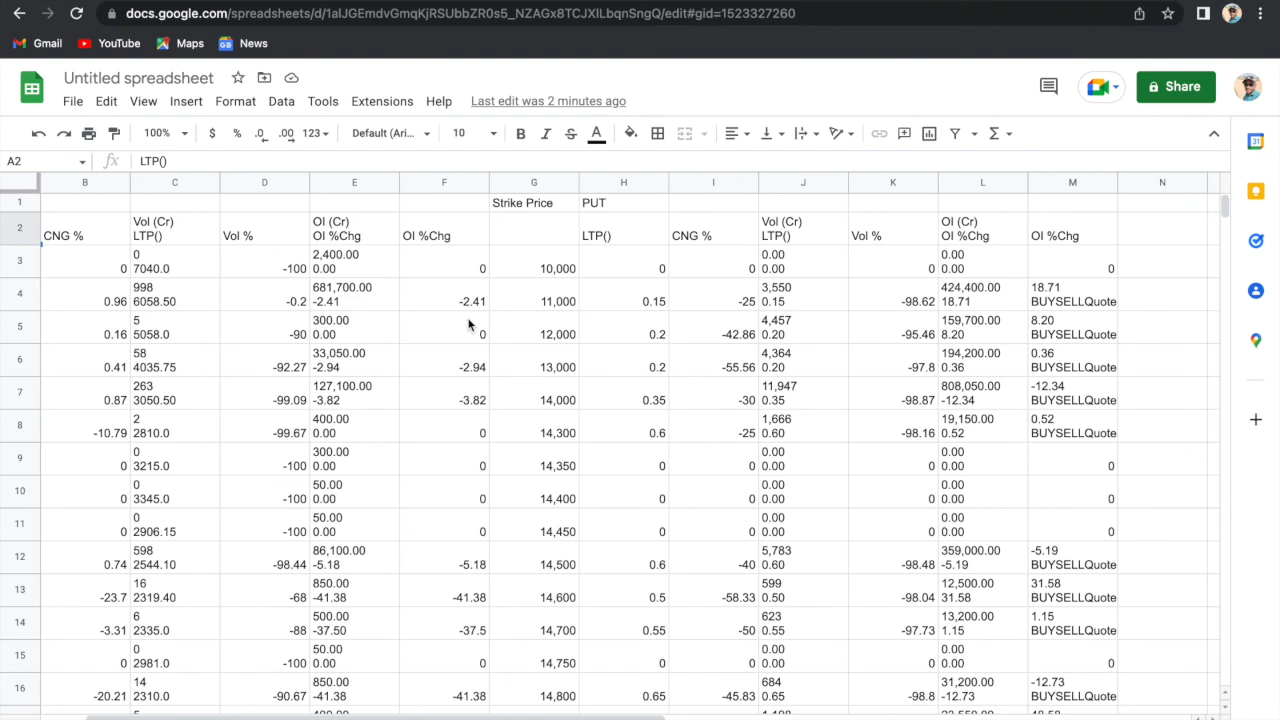 docs.google.com/spreadsheets/d/1aIJGEmdvGmqKjRSUbbZR0s5_NZAGx8TCJXILbqnSngQ/edit#gid=1523327260
Gmail YouTube Maps News
Untitled spreadsheet
File Edit View Insert Format Data Tools Extensions Help Last edit was 2 minutes ago
Share
100% $ % .0 .00 123 Default (Ari... 10 B I S A
A2 fx LTP()
B C D E F G H I J K L M N
1 Strike Price PUT
Vol (Cr) OI (Cr) Vol (Cr) OI (Cr)
2 CNG % LTP() Vol % OI %Chg OI %Chg LTP() CNG % LTP() Vol % OI %Chg OI %Chg
0 2,400.00 0.00 0.00
3 0 7040.0 -100 0.00 0 10,000 0 0 0.00 0 0.00 0
998 681,700.00 3,550 424,400.00 18.71
4 0.96 6058.50 -0.2 -2.41 -2.41 11,000 0.15 -25 0.15 -98.62 18.71 BUYSELLQuote
5 300.00 4,457 159,700.00 8.20
5 0.16 5058.0 -90 0.00 0 12,000 0.2 -42.86 0.20 -95.46 8.20 BUYSELLQuote
58 33,050.00 4,364 194,200.00 0.36
6 0.41 4035.75 -92.27 -2.94 -2.94 13,000 0.2 -55.56 0.20 -97.8 0.36 BUYSELLQuote
263 127,100.00 11,947 808,050.00 -12.34
7 0.87 3050.50 -99.09 -3.82 -3.82 14,000 0.35 -30 0.35 -98.87 -12.34 BUYSELLQuote
2 400.00 1,666 19,150.00 0.52
8 -10.79 2810.0 -99.67 0.00 0 14,300 0.6 -25 0.60 -98.16 0.52 BUYSELLQuote
0 300.00 0.00 0.00
9 0 3215.0 -100 0.00 0 14,350 0 0 0.00 0 0.00 0
0 50.00 0.00 0.00
10 0 3345.0 -100 0.00 0 14,400 0 0 0.00 0 0.00 0
0 50.00 0.00 0.00
11 0 2906.15 -100 0.00 0 14,450 0 0 0.00 0 0.00 0
598 86,100.00 5,783 359,000.00 -5.19
12 0.74 2544.10 -98.44 -5.18 -5.18 14,500 0.6 -40 0.60 -98.48 -5.19 BUYSELLQuote
16 850.00 599 12,500.00 31.58
13 -23.7 2319.40 -68 -41.38 -41.38 14,600 0.5 -58.33 0.50 -98.04 31.58 BUYSELLQuote
6 500.00 623 13,200.00 1.15
14 -3.31 2335.0 -88 -37.50 -37.5 14,700 0.55 -50 0.55 -97.73 1.15 BUYSELLQuote
0 50.00 0.00 0.00
15 0 2981.0 -100 0.00 0 14,750 0 0 0.00 0 0.00 0
14 850.00 684 31,200.00 -12.73
16 -20.21 2310.0 -90.67 -41.38 -41.38 14,800 0.65 -45.83 0.65 -98.8 -12.73 BUYSELLQuote